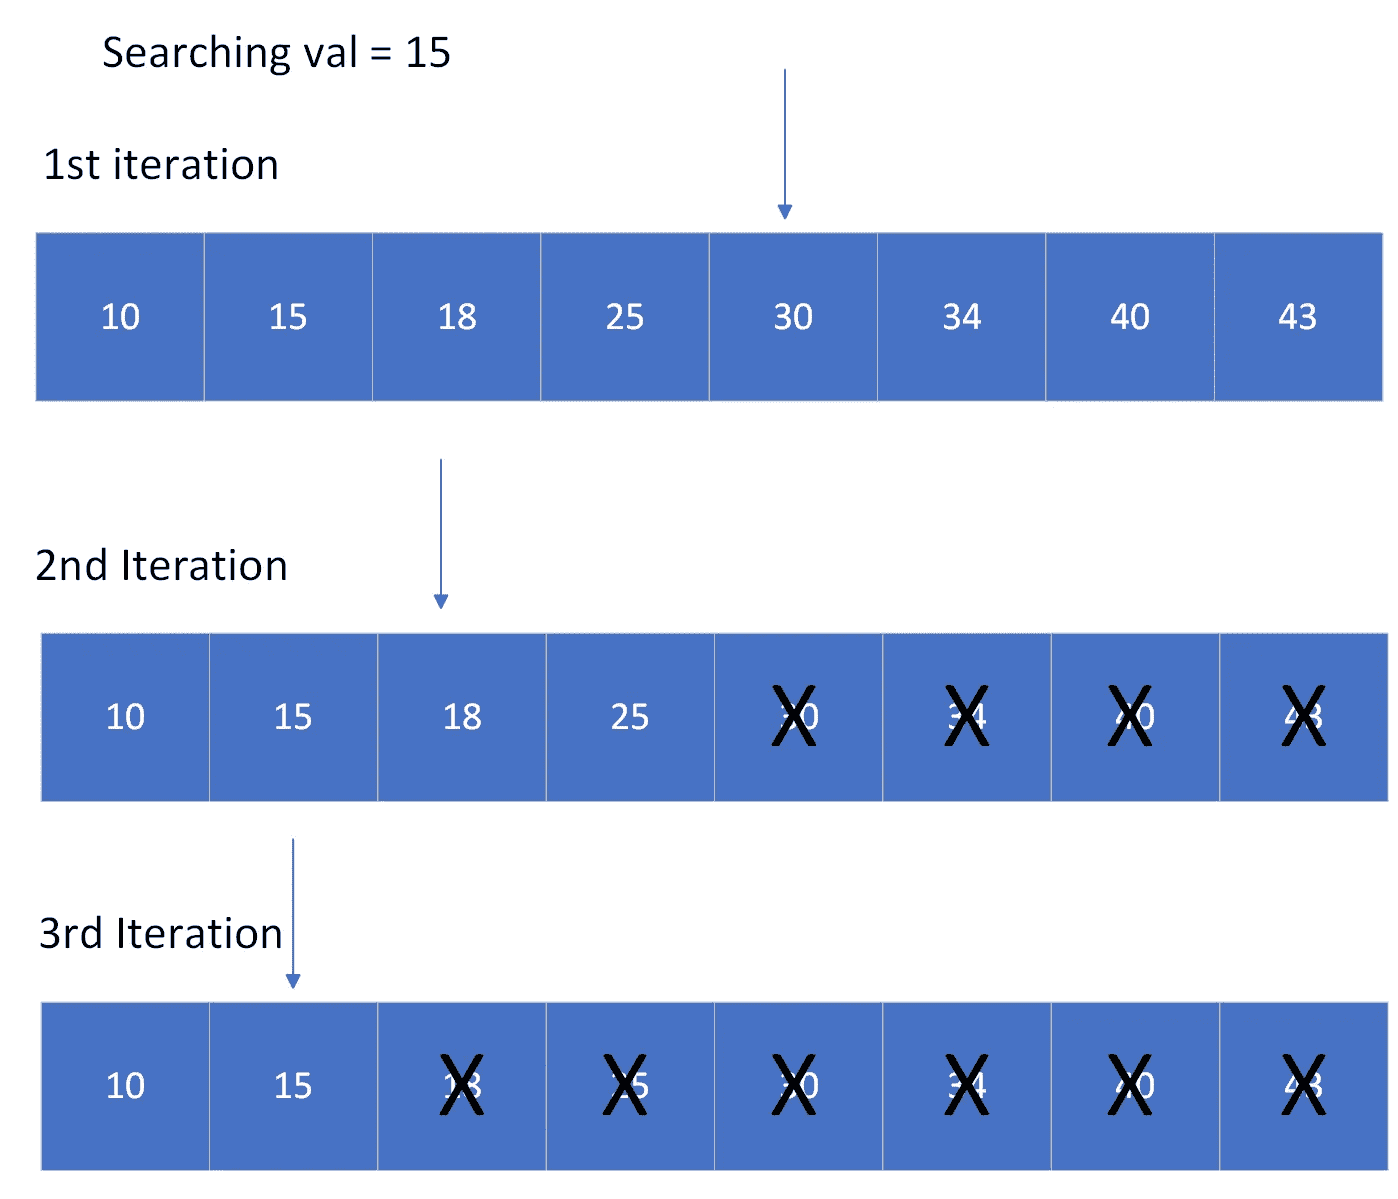 Searching val = 15
1st iteration
10 15 18 25 30 34 40 43
2nd Iteration
10 15 18 25 X X X X
3rd Iteration
10 15 X X X X X X